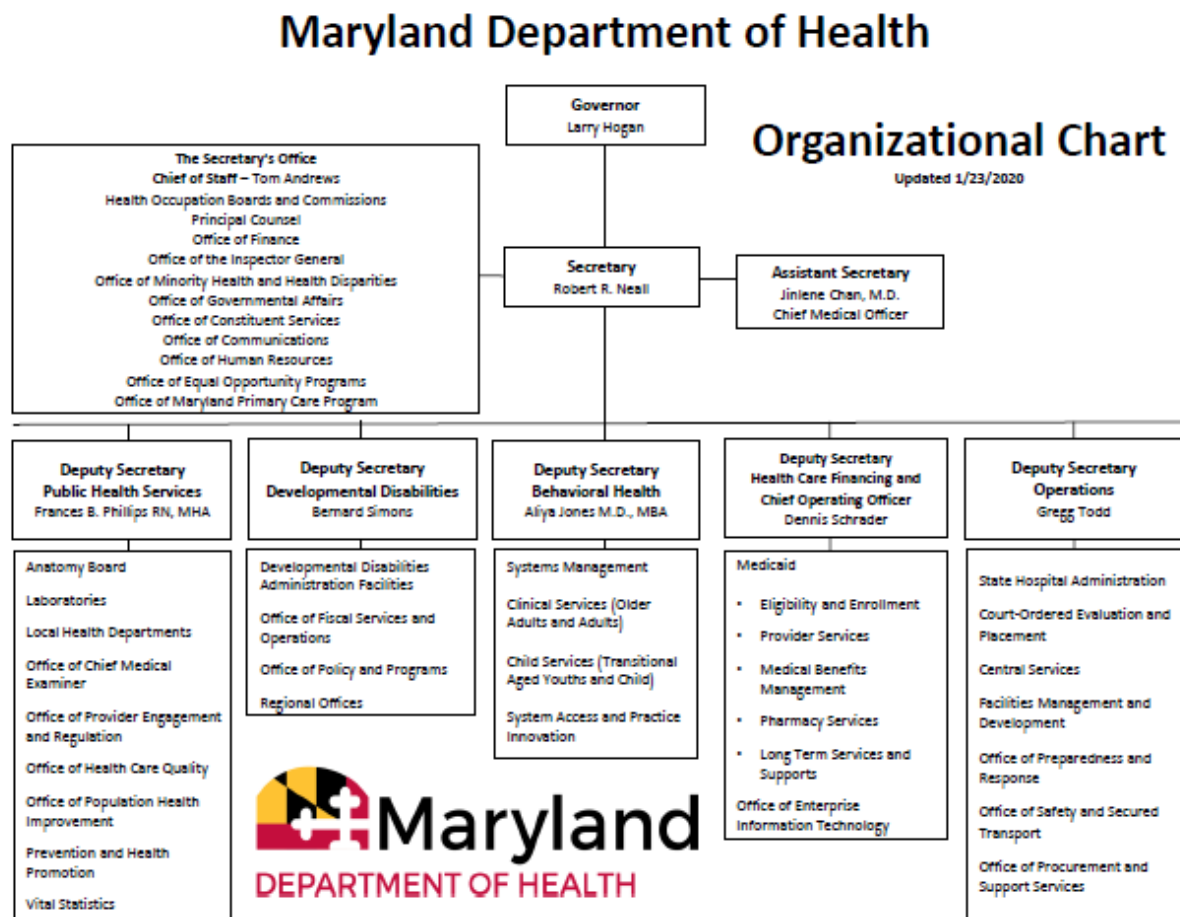 Maryland Department of Health
Governor
Larry Hogan
Organizational Chart
Updated 1/23/2020
The Secretary's Office
Chief of Staff – Tom Andrews
Health Occupation Boards and Commissions
Principal Counsel
Office of Finance
Office of the Inspector General
Office of Minority Health and Health Disparities
Office of Governmental Affairs
Office of Constituent Services
Office of Communications
Office of Human Resources
Office of Equal Opportunity Programs
Office of Maryland Primary Care Program
Secretary
Robert R. Neall
Assistant Secretary
Jinlene Chan, M.D.
Chief Medical Officer
Deputy Secretary
Public Health Services
Frances B. Phillips RN, MHA
Anatomy Board
Laboratories
Local Health Departments
Office of Chief Medical
Examiner
Office of Provider Engagement
and Regulation
Office of Health Care Quality
Office of Population Health
Improvement
Prevention and Health
Promotion
Vital Statistics
Deputy Secretary
Developmental Disabilities
Bernard Simons
Developmental Disabilities
Administration Facilities
Office of Fiscal Services and
Operations
Office of Policy and Programs
Regional Offices
Deputy Secretary
Behavioral Health
Aliya Jones M.D., MBA
Systems Management
Clinical Services (Older
Adults and Adults)
Child Services (Transitional
Aged Youths and Child)
System Access and Practice
Innovation
Deputy Secretary
Health Care Financing and
Chief Operating Officer
Dennis Schrader
Medicaid
▪ Eligibility and Enrollment
▪ Provider Services
▪ Medical Benefits
Management
▪ Pharmacy Services
▪ Long Term Services and
Supports
Office of Enterprise
Information Technology
Deputy Secretary
Operations
Gregg Todd
State Hospital Administration
Court-Ordered Evaluation and
Placement
Central Services
Facilities Management and
Development
Office of Preparedness and
Response
Office of Safety and Secured
Transport
Office of Procurement and
Support Services
Maryland
DEPARTMENT OF HEALTH